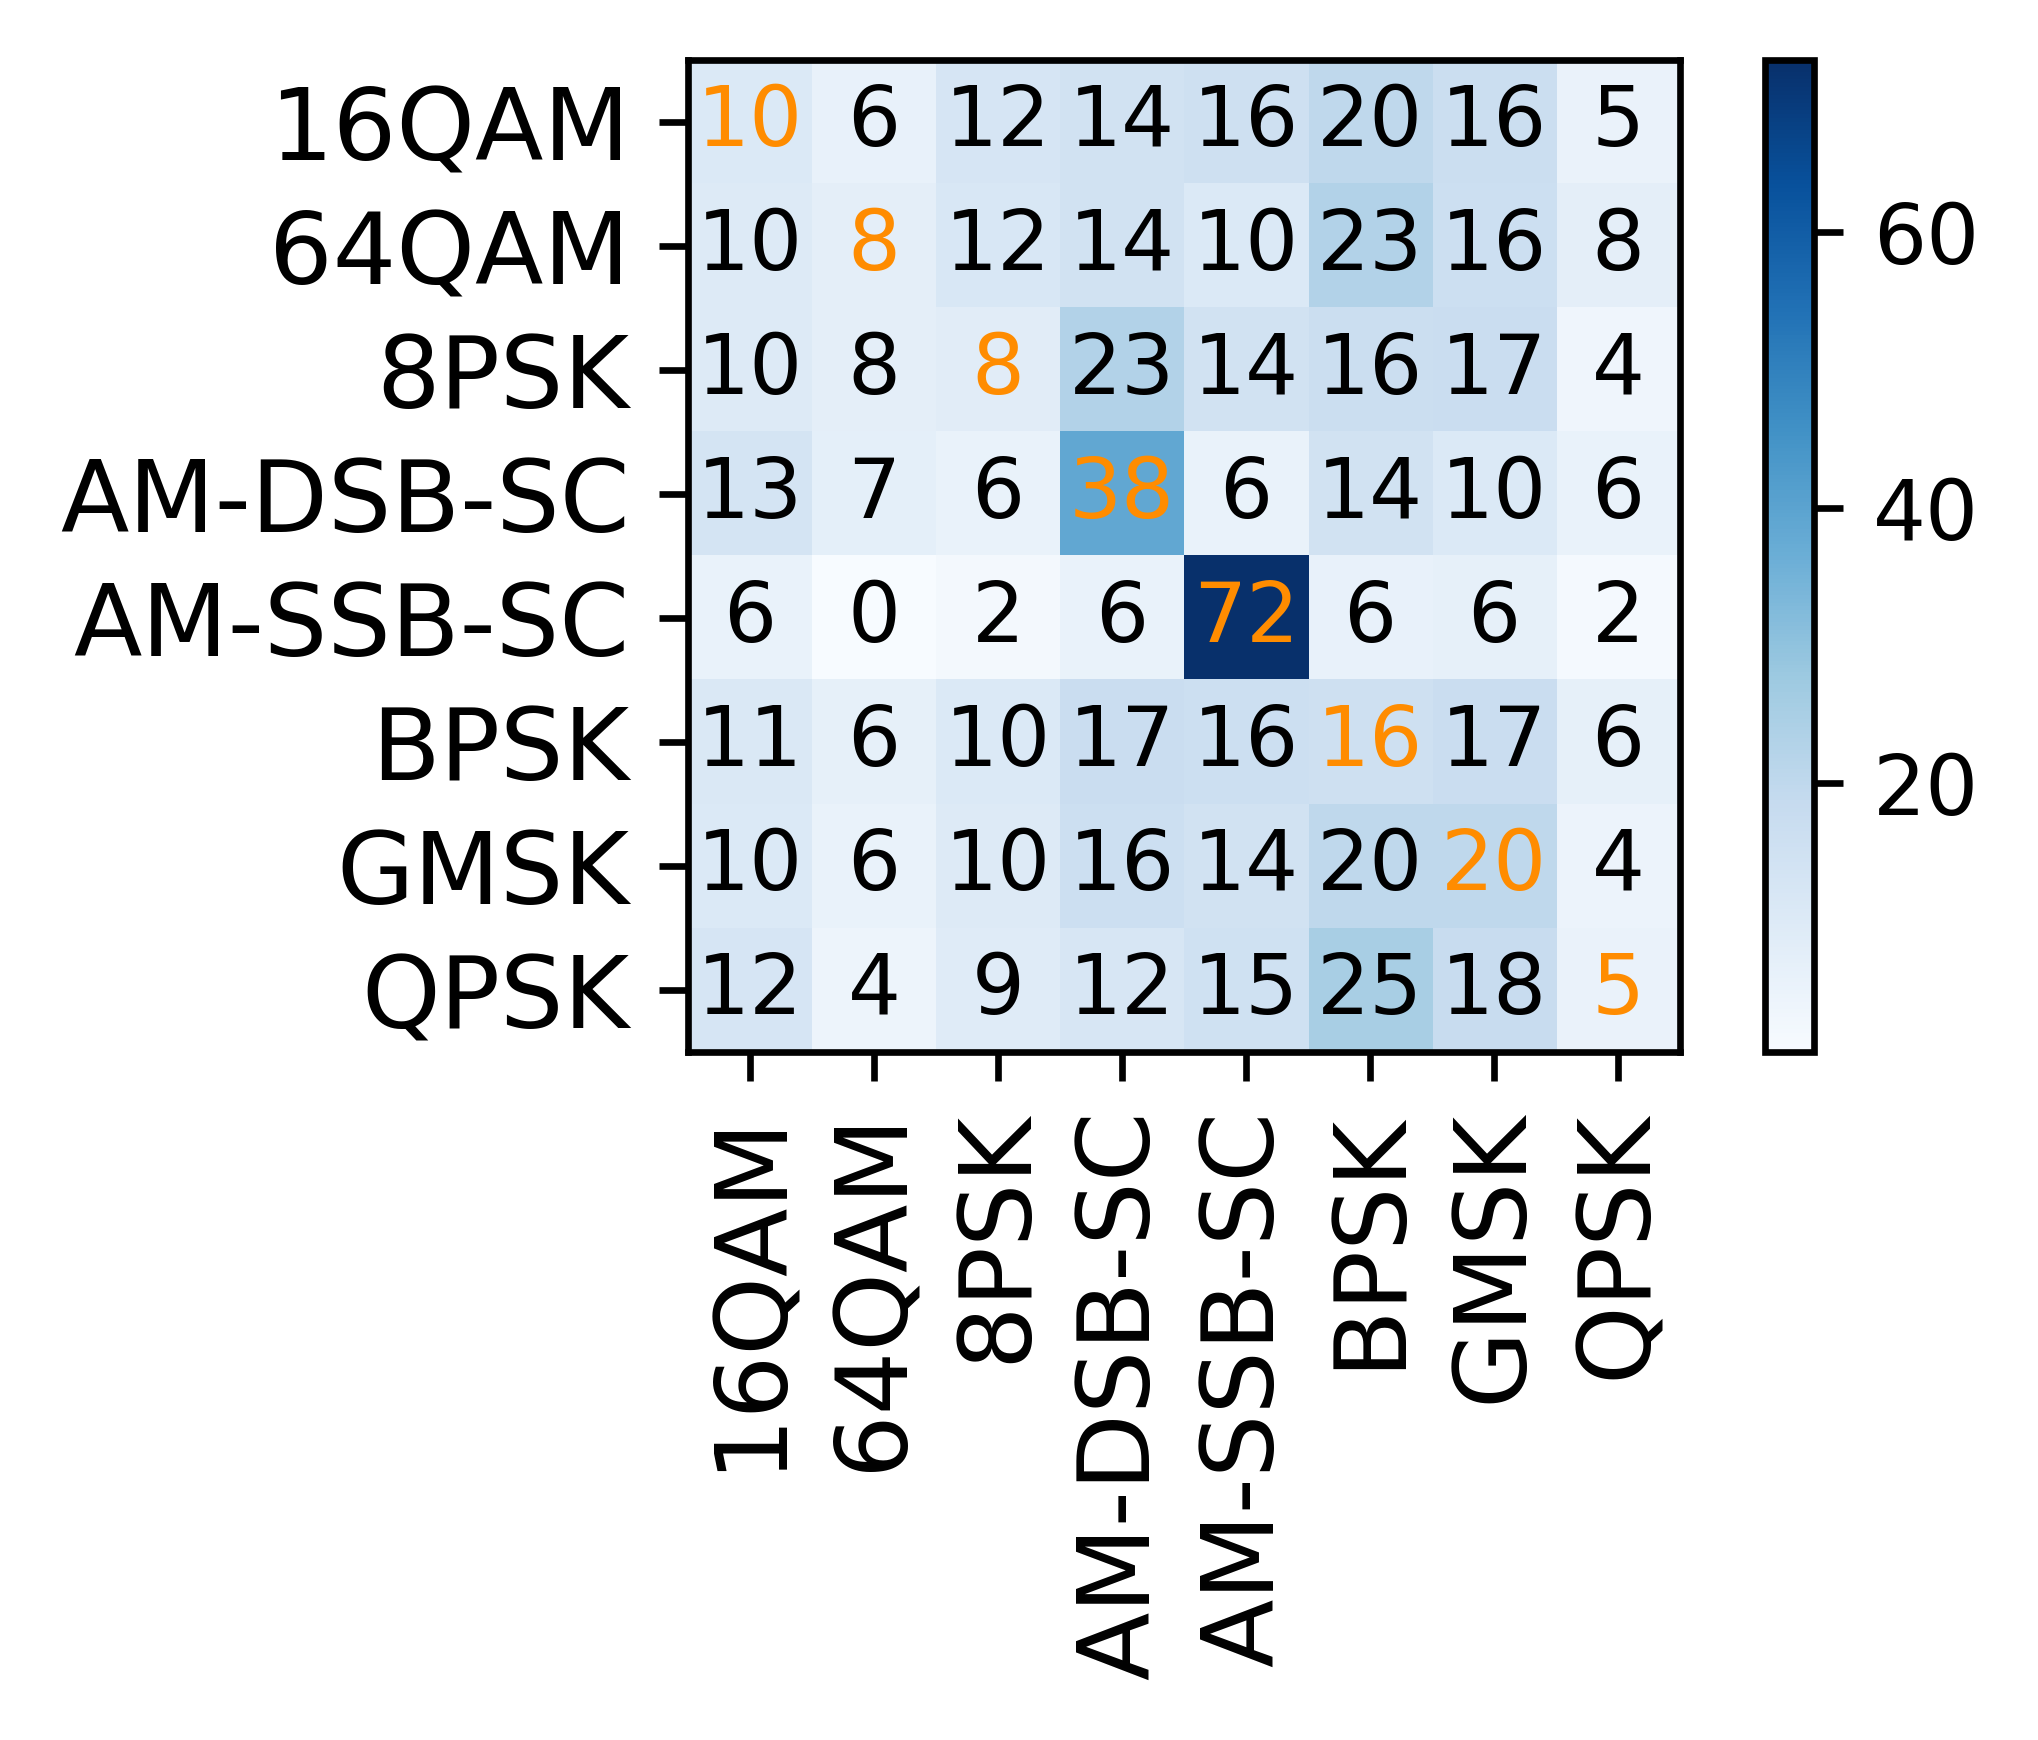 16QAM 10 6 12 14 16 20 16 5
64QAM 10 8 12 14 10 23 16 8
8PSK 10 8 8 23 14 16 17 4
AM-DSB-SC 13 7 6 38 6 14 10 6
AM-SSB-SC 6 0 2 6 72 6 6 2
BPSK 11 6 10 17 16 16 17 6
GMSK 10 6 10 16 14 20 20 4
QPSK 12 4 9 12 15 25 18 5
16QAM 64QAM 8PSK AM-DSB-SC AM-SSB-SC BPSK GMSK QPSK
60
40
20